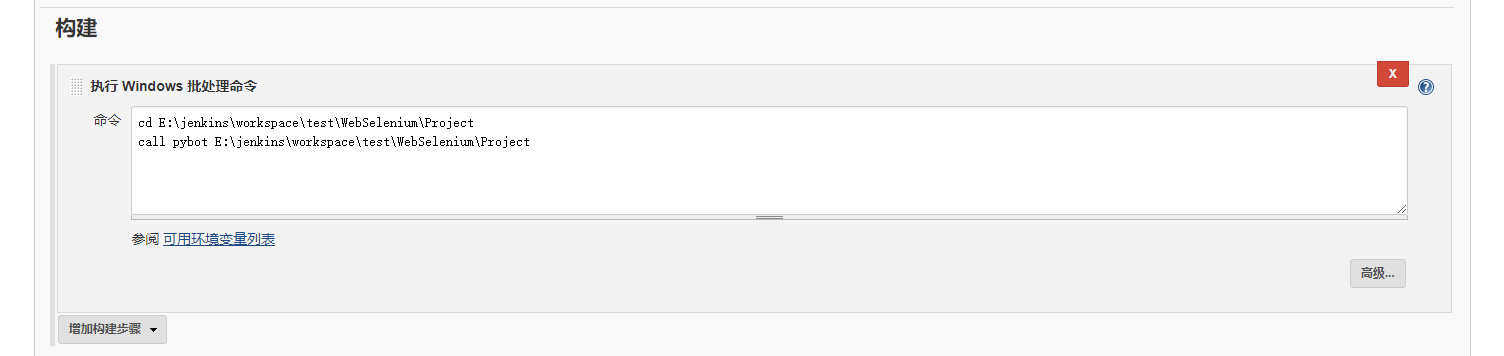 构建
执行 Windows 批处理命令
X
?
命令
cd E:\jenkins\workspace\test\WebSelenium\Project
call pybot E:\jenkins\workspace\test\WebSelenium\Project
参阅 可用环境变量列表
高级...
增加构建步骤